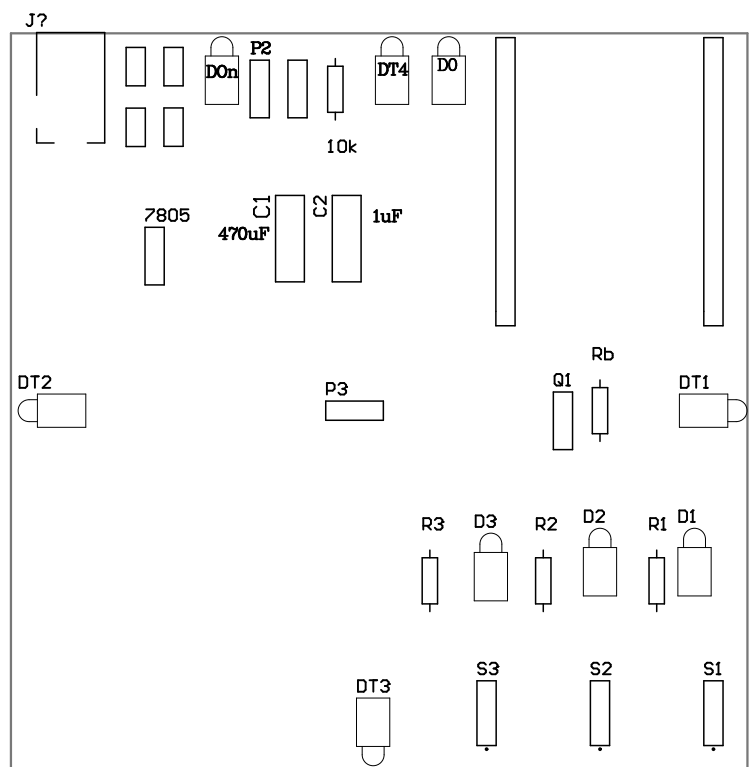 J?
P2
D0n
DT4
D0
10k
7805
C1
470uF
C2
1uF
DT2
P3
Q1
Rb
DT1
R3
D3
R2
D2
R1
D1
DT3
S3
S2
S1